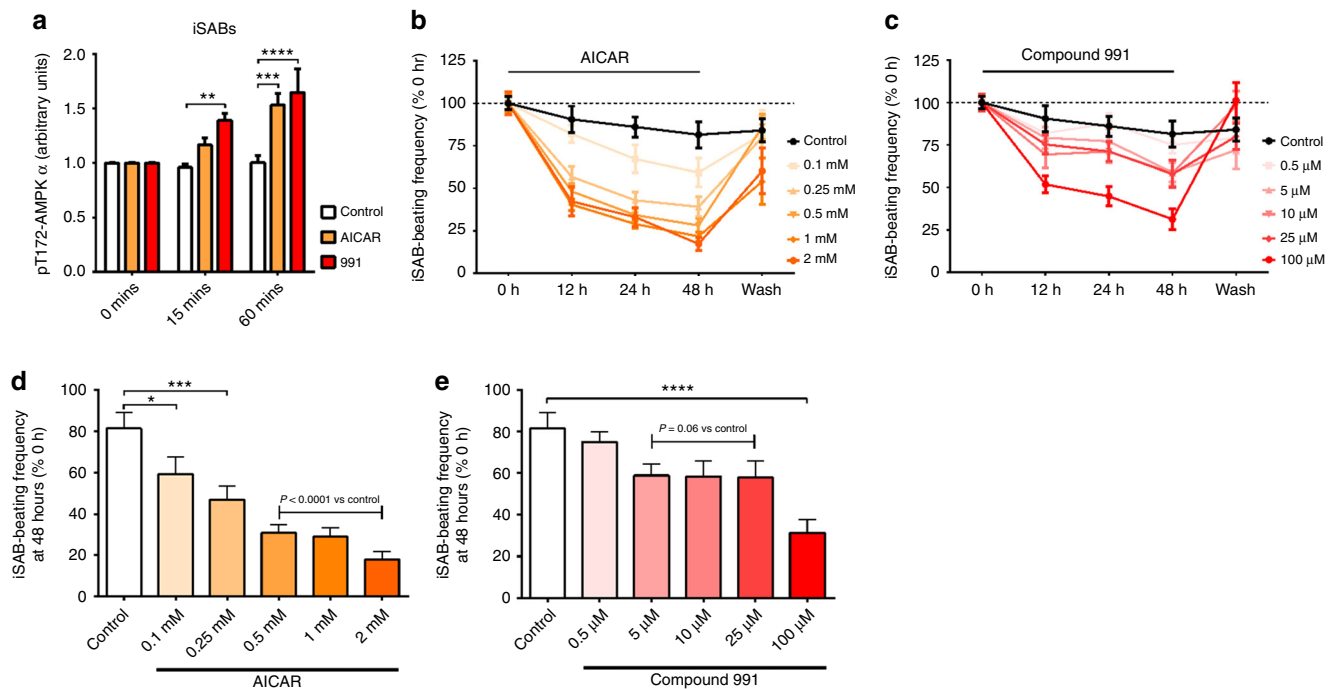 a
iSABs
pT172-AMPK α (arbitrary units)
2.0
1.5
1.0
0.5
0.0
****
***
**
Control
AICAR
991
0 mins
15 mins
60 mins
b
AICAR
iSAB-beating frequency (% 0 hr)
125
100
75
50
25
0
0 h
12 h
24 h
48 h
Wash
Control
0.1 mM
0.25 mM
0.5 mM
1 mM
2 mM
c
Compound 991
iSAB-beating frequency (% 0 h)
125
100
75
50
25
0
0 h
12 h
24 h
48 h
Wash
Control
0.5 μM
5 μM
10 μM
25 μM
100 μM
d
iSAB-beating frequency
at 48 hours (% 0 h)
100
80
60
40
20
0
***
*
P < 0.0001 vs control
Control
0.1 mM
0.25 mM
0.5 mM
1 mM
2 mM
AICAR
e
iSAB-beating frequency
at 48 hours (% 0 h)
100
80
60
40
20
0
****
P = 0.06 vs control
Control
0.5 μM
5 μM
10 μM
25 μM
100 μM
Compound 991